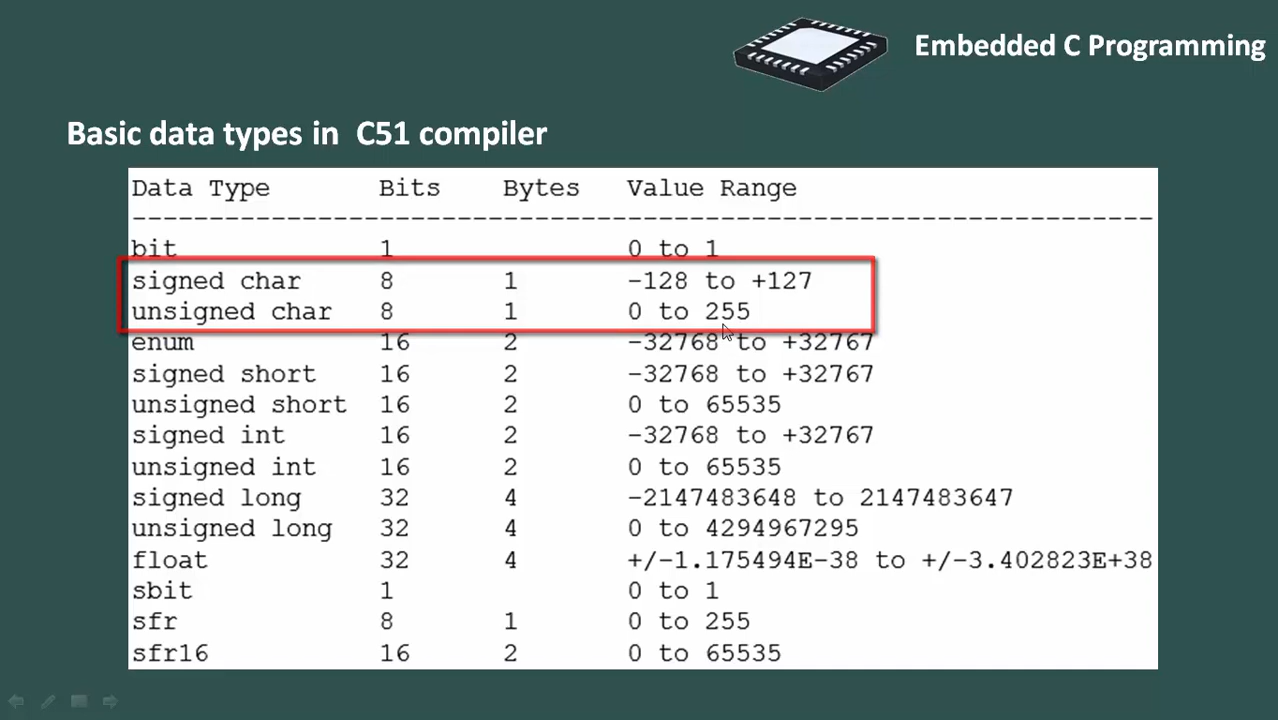 Embedded C Programming
Basic data types in C51 compiler
Data Type Bits Bytes Value Range
--------------------------------------------------------------------
bit 1 0 to 1
signed char 8 1 -128 to +127
unsigned char 8 1 0 to 255
enum 16 2 -32768 to +32767
signed short 16 2 -32768 to +32767
unsigned short 16 2 0 to 65535
signed int 16 2 -32768 to +32767
unsigned int 16 2 0 to 65535
signed long 32 4 -2147483648 to 2147483647
unsigned long 32 4 0 to 4294967295
float 32 4 +/-1.175494E-38 to +/-3.402823E+38
sbit 1 0 to 1
sfr 8 1 0 to 255
sfr16 16 2 0 to 65535